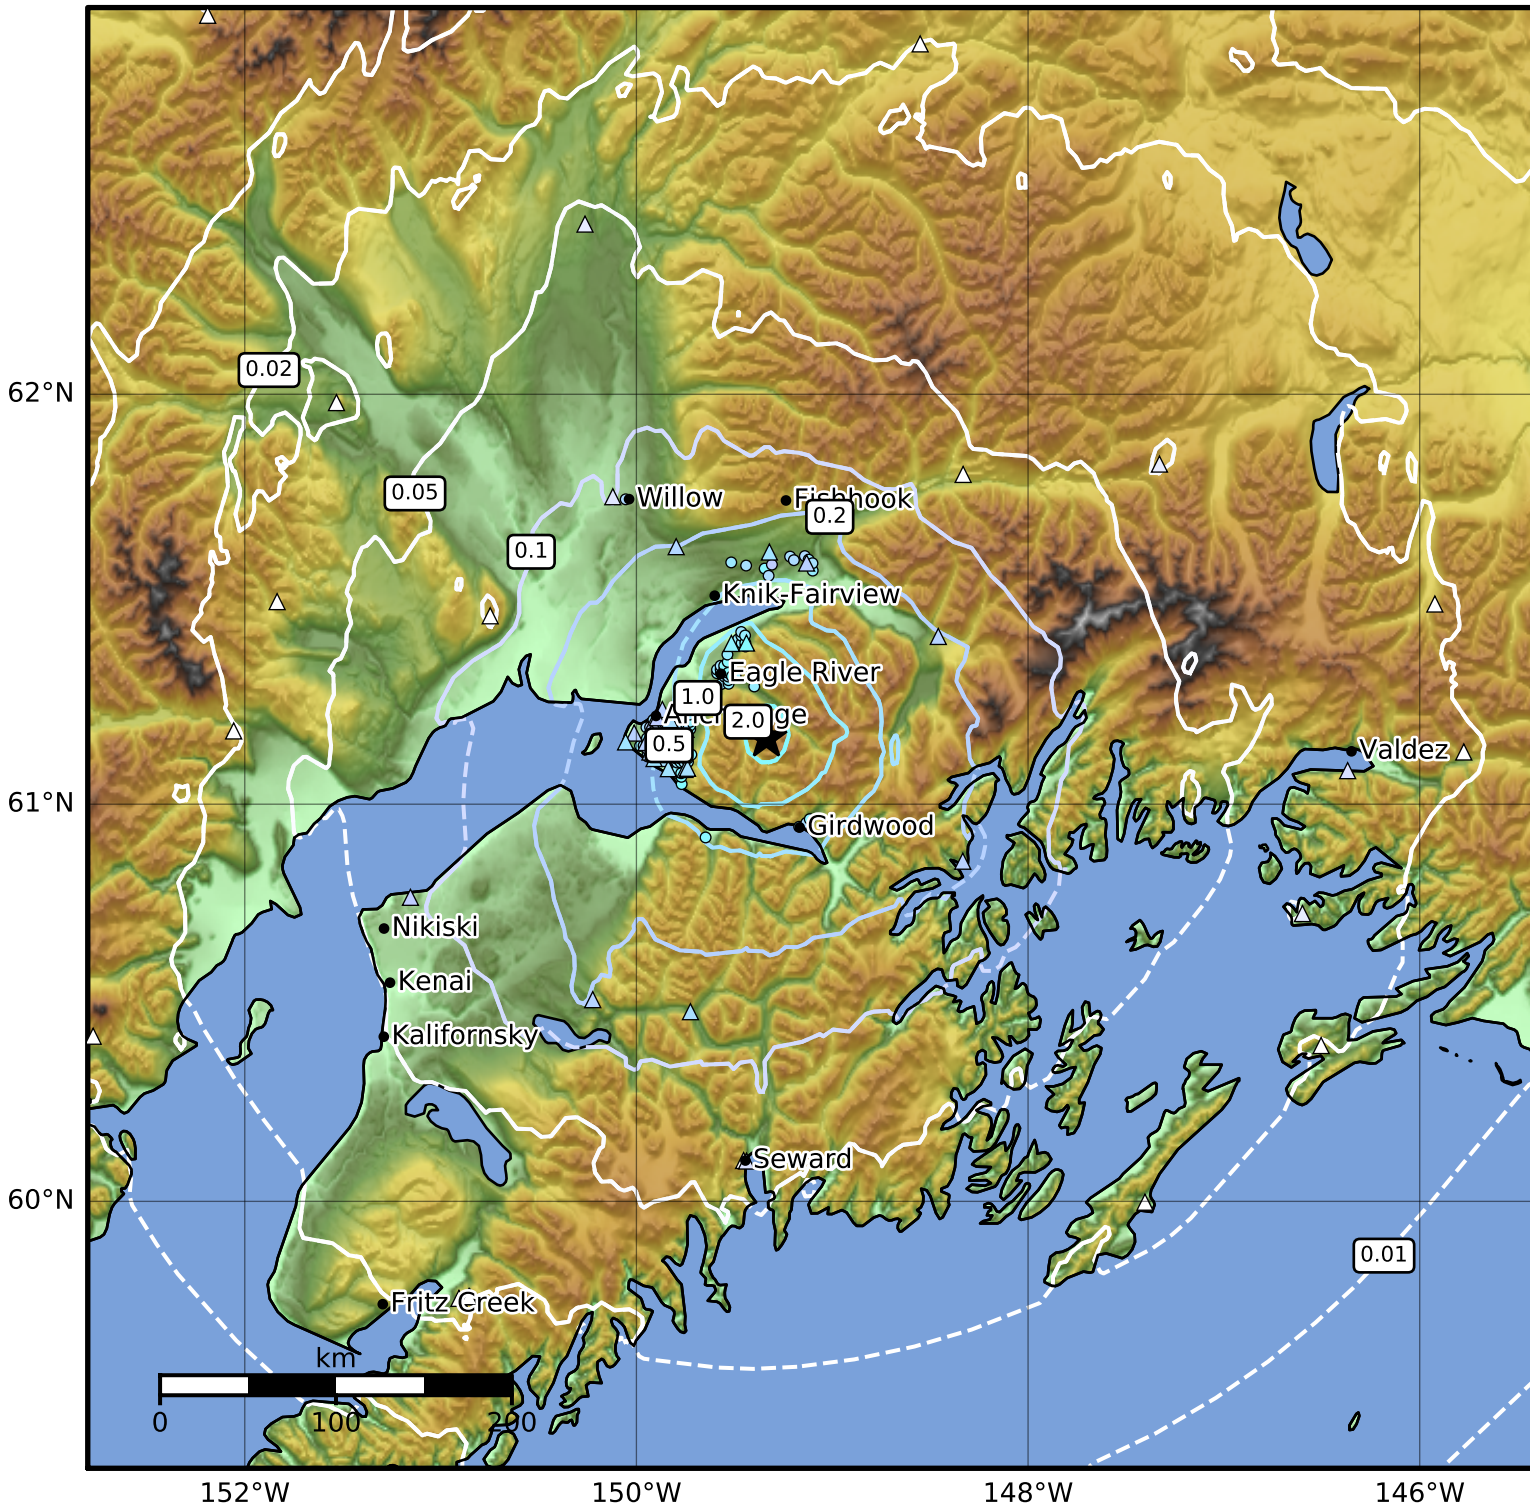 0.02
62°N
0.05
Willow
Fishhook
0.2
0.1
Knik-Fairview
Eagle River
1.0
Anchorage
2.0
0.5
Valdez
61°N
Girdwood
Nikiski
Kenai
Kalifornsky
Seward
60°N
0.01
Fritz Creek
km
0
100
200
152°W
150°W
148°W
146°W